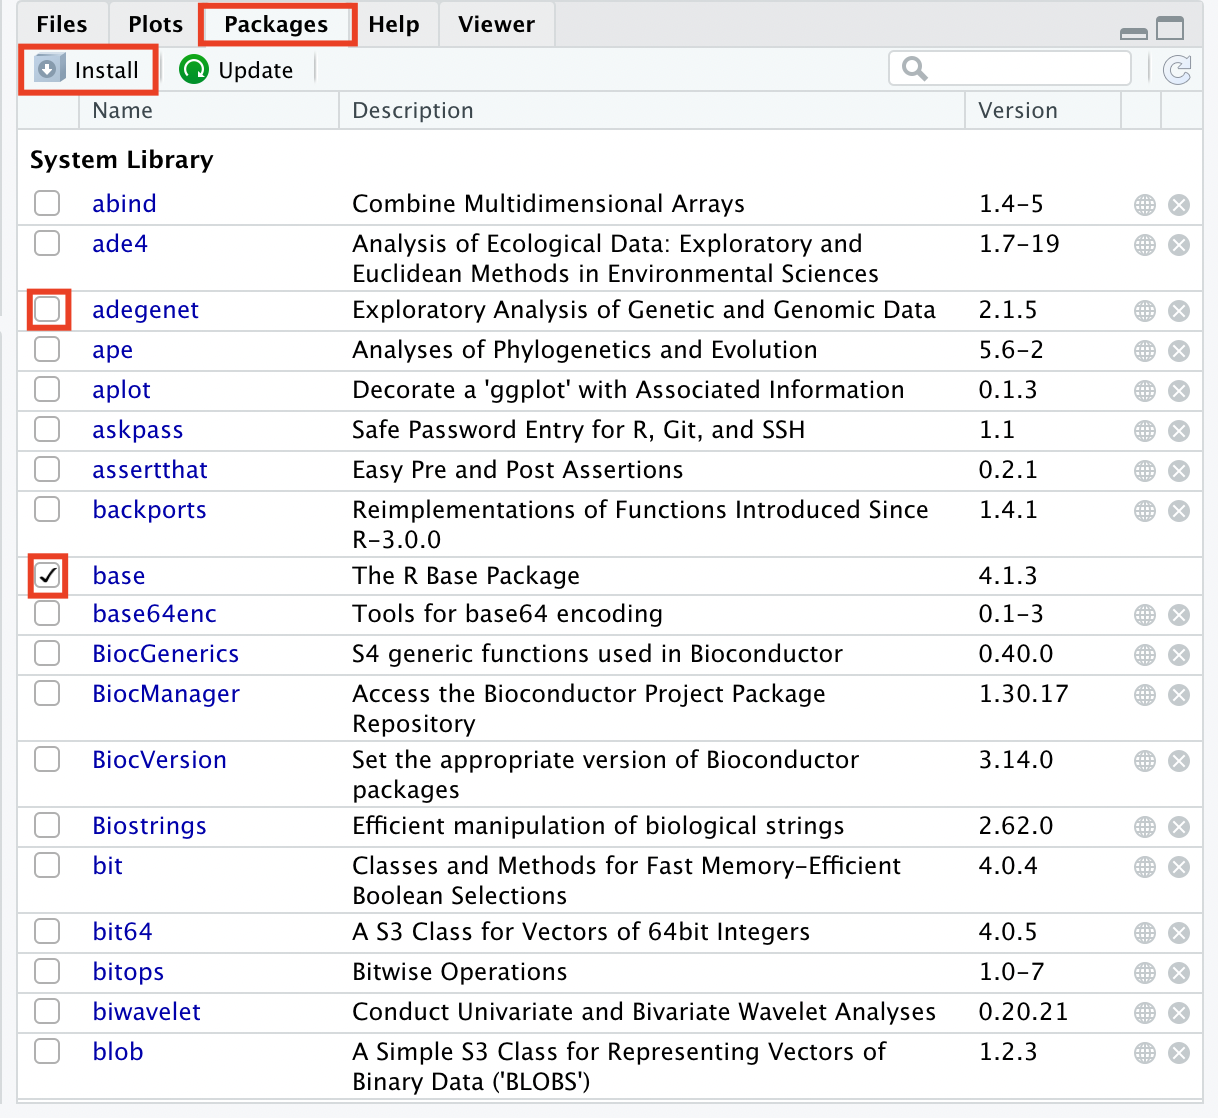 Files Plots Packages Help Viewer
Install Update
Name Description Version
System Library
abind Combine Multidimensional Arrays 1.4-5
ade4 Analysis of Ecological Data: Exploratory and 1.7-19
Euclidean Methods in Environmental Sciences
adegenet Exploratory Analysis of Genetic and Genomic Data 2.1.5
ape Analyses of Phylogenetics and Evolution 5.6-2
aplot Decorate a 'ggplot' with Associated Information 0.1.3
askpass Safe Password Entry for R, Git, and SSH 1.1
assertthat Easy Pre and Post Assertions 0.2.1
backports Reimplementations of Functions Introduced Since 1.4.1
R-3.0.0
base The R Base Package 4.1.3
base64enc Tools for base64 encoding 0.1-3
BiocGenerics S4 generic functions used in Bioconductor 0.40.0
BiocManager Access the Bioconductor Project Package 1.30.17
Repository
BiocVersion Set the appropriate version of Bioconductor 3.14.0
packages
Biostrings Efficient manipulation of biological strings 2.62.0
bit Classes and Methods for Fast Memory-Efficient 4.0.4
Boolean Selections
bit64 A S3 Class for Vectors of 64bit Integers 4.0.5
bitops Bitwise Operations 1.0-7
biwavelet Conduct Univariate and Bivariate Wavelet Analyses 0.20.21
blob A Simple S3 Class for Representing Vectors of 1.2.3
Binary Data ('BLOBS')